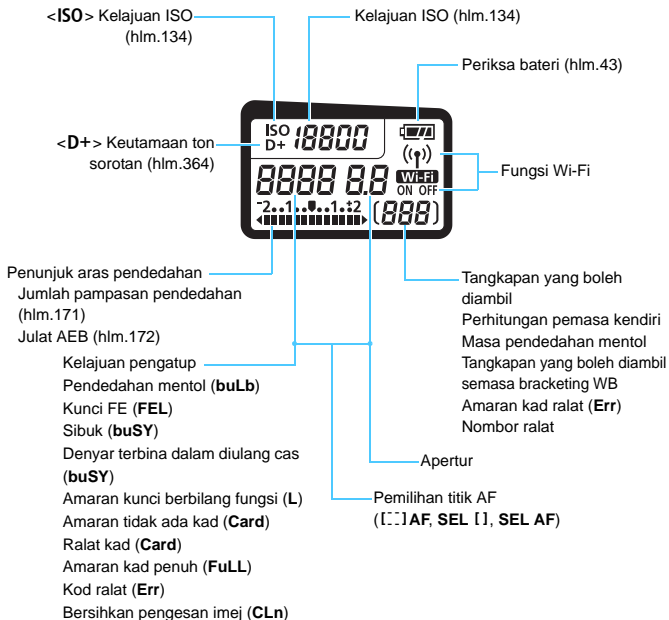 <ISO> Kelajuan ISO
(hlm.134)
Kelajuan ISO (hlm.134)
Periksa bateri (hlm.43)
<D+> Keutamaan ton
sorotan (hlm.364)
ISO
D+
18800
Wi-Fi
ON OFF
8888 8.8
-2..1..0..1..+2
(888)
Fungsi Wi-Fi
Penunjuk aras pendedahan
Jumlah pampasan pendedahan
(hlm.171)
Julat AEB (hlm.172)
Kelajuan pengatup
Pendedahan mentol (buLb)
Kunci FE (FEL)
Sibuk (buSY)
Denyar terbina dalam diulang cas
(buSY)
Amaran kunci berbilang fungsi (L)
Amaran tidak ada kad (Card)
Ralat kad (Card)
Amaran kad penuh (FuLL)
Kod ralat (Err)
Bersihkan pengesan imej (CLn)
Tangkapan yang boleh
diambil
Perhitungan pemasa kendiri
Masa pendedahan mentol
Tangkapan yang boleh diambil
semasa bracketing WB
Amaran kad ralat (Err)
Nombor ralat
Apertur
Pemilihan titik AF
([ ] AF, SEL [ ], SEL AF)